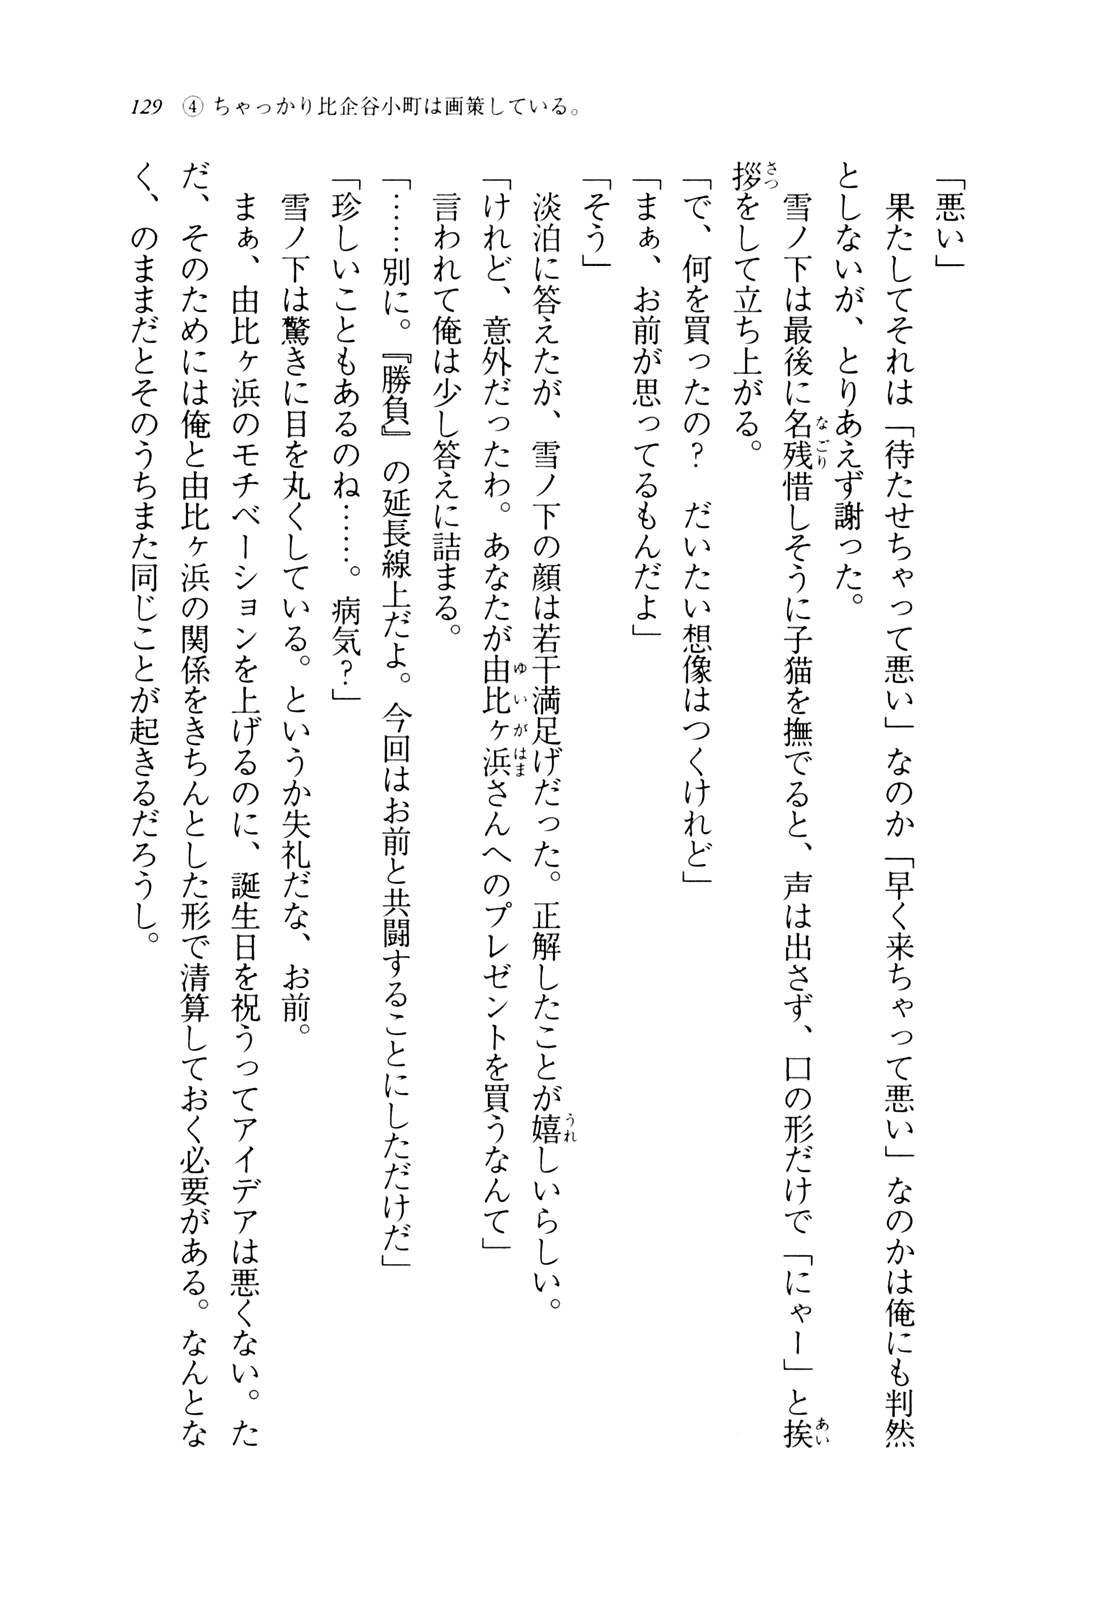 129 ④ ちゃっかり比企谷小町は画策している。
「悪い」
果たしてそれは「待たせちゃって悪い」なのか「早く来ちゃって悪い」なのかは俺にも判然
としないが、とりあえず謝った。
雪ノ下は最後に名残惜しそうに子猫を撫でると、声は出さず、口の形だけで「にゃー」と挨
拶をして立ち上がる。
「で、何を買ったの？　だいたい想像はつくけれど」
「まぁ、お前が思ってるもんだよ」
「そう」
淡泊に答えたが、雪ノ下の顔は若干満足げだった。正解したことが嬉しいらしい。
「けれど、意外だったわ。あなたが由比ヶ浜さんへのプレゼントを買うなんて」
言われて俺は少し答えに詰まる。
「……別に。『勝負』の延長線上だよ。今回はお前と共闘することにしただけだ」
「珍しいこともあるのね……。病気？」
雪ノ下は驚きに目を丸くしている。というか失礼だな、お前。
まぁ、由比ヶ浜のモチベーションを上げるのに、誕生日を祝うってアイデアは悪くない。た
だ、そのためには俺と由比ヶ浜の関係をきちんとした形で清算しておく必要がある。なんとな
く、のままだとそのうちまた同じことが起きるだろうし。